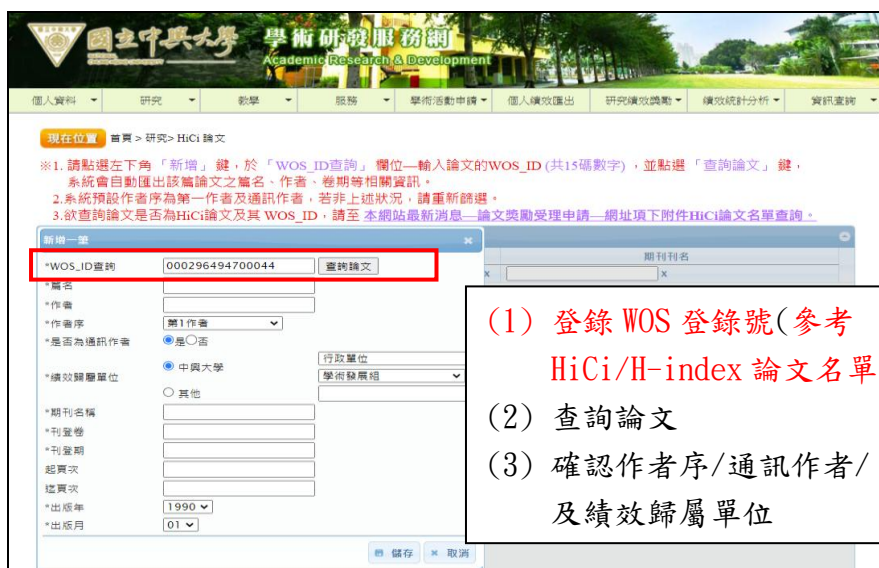 國立中興大學 學術研發服務網
Academic Research & Development
個人資料 研究 教學 服務 學術活動申請 個人績效匯出 研究績效獎勵 績效統計分析 資訊查詢
現在位置 首頁 > 研究> HiCi 論文
※1. 請點選左下角「新增」鍵，於「WOS_ID查詢」欄位—輸入論文的WOS_ID (共15碼數字)，並點選「查詢論文」鍵，
系統會自動匯出該篇論文之篇名、作者、卷期等相關資訊。
2.系統預設作者序為第一作者及通訊作者，若非上述狀況，請重新篩選。
3.欲查詢論文是否為HiCi論文及其 WOS_ID，請至 本網站最新消息—論文獎勵受理申請—網址項下附件HiCi論文名單查詢。
新增一筆 ×
期刊刊名
*WOS_ID查詢 000296494700044 查詢論文
x x
*篇名
*作者
*作者序 第1作者
*是否為通訊作者 是 否
*績效歸屬單位 中興大學 行政單位
學術發展組
其他
*期刊名稱
*刊登卷
*刊登期
起頁次
迄頁次
*出版年 1990
*出版月 01
儲存 × 取消
(1) 登錄 WOS 登錄號(參考
HiCi/H-index 論文名單
(2) 查詢論文
(3) 確認作者序/通訊作者/
及績效歸屬單位